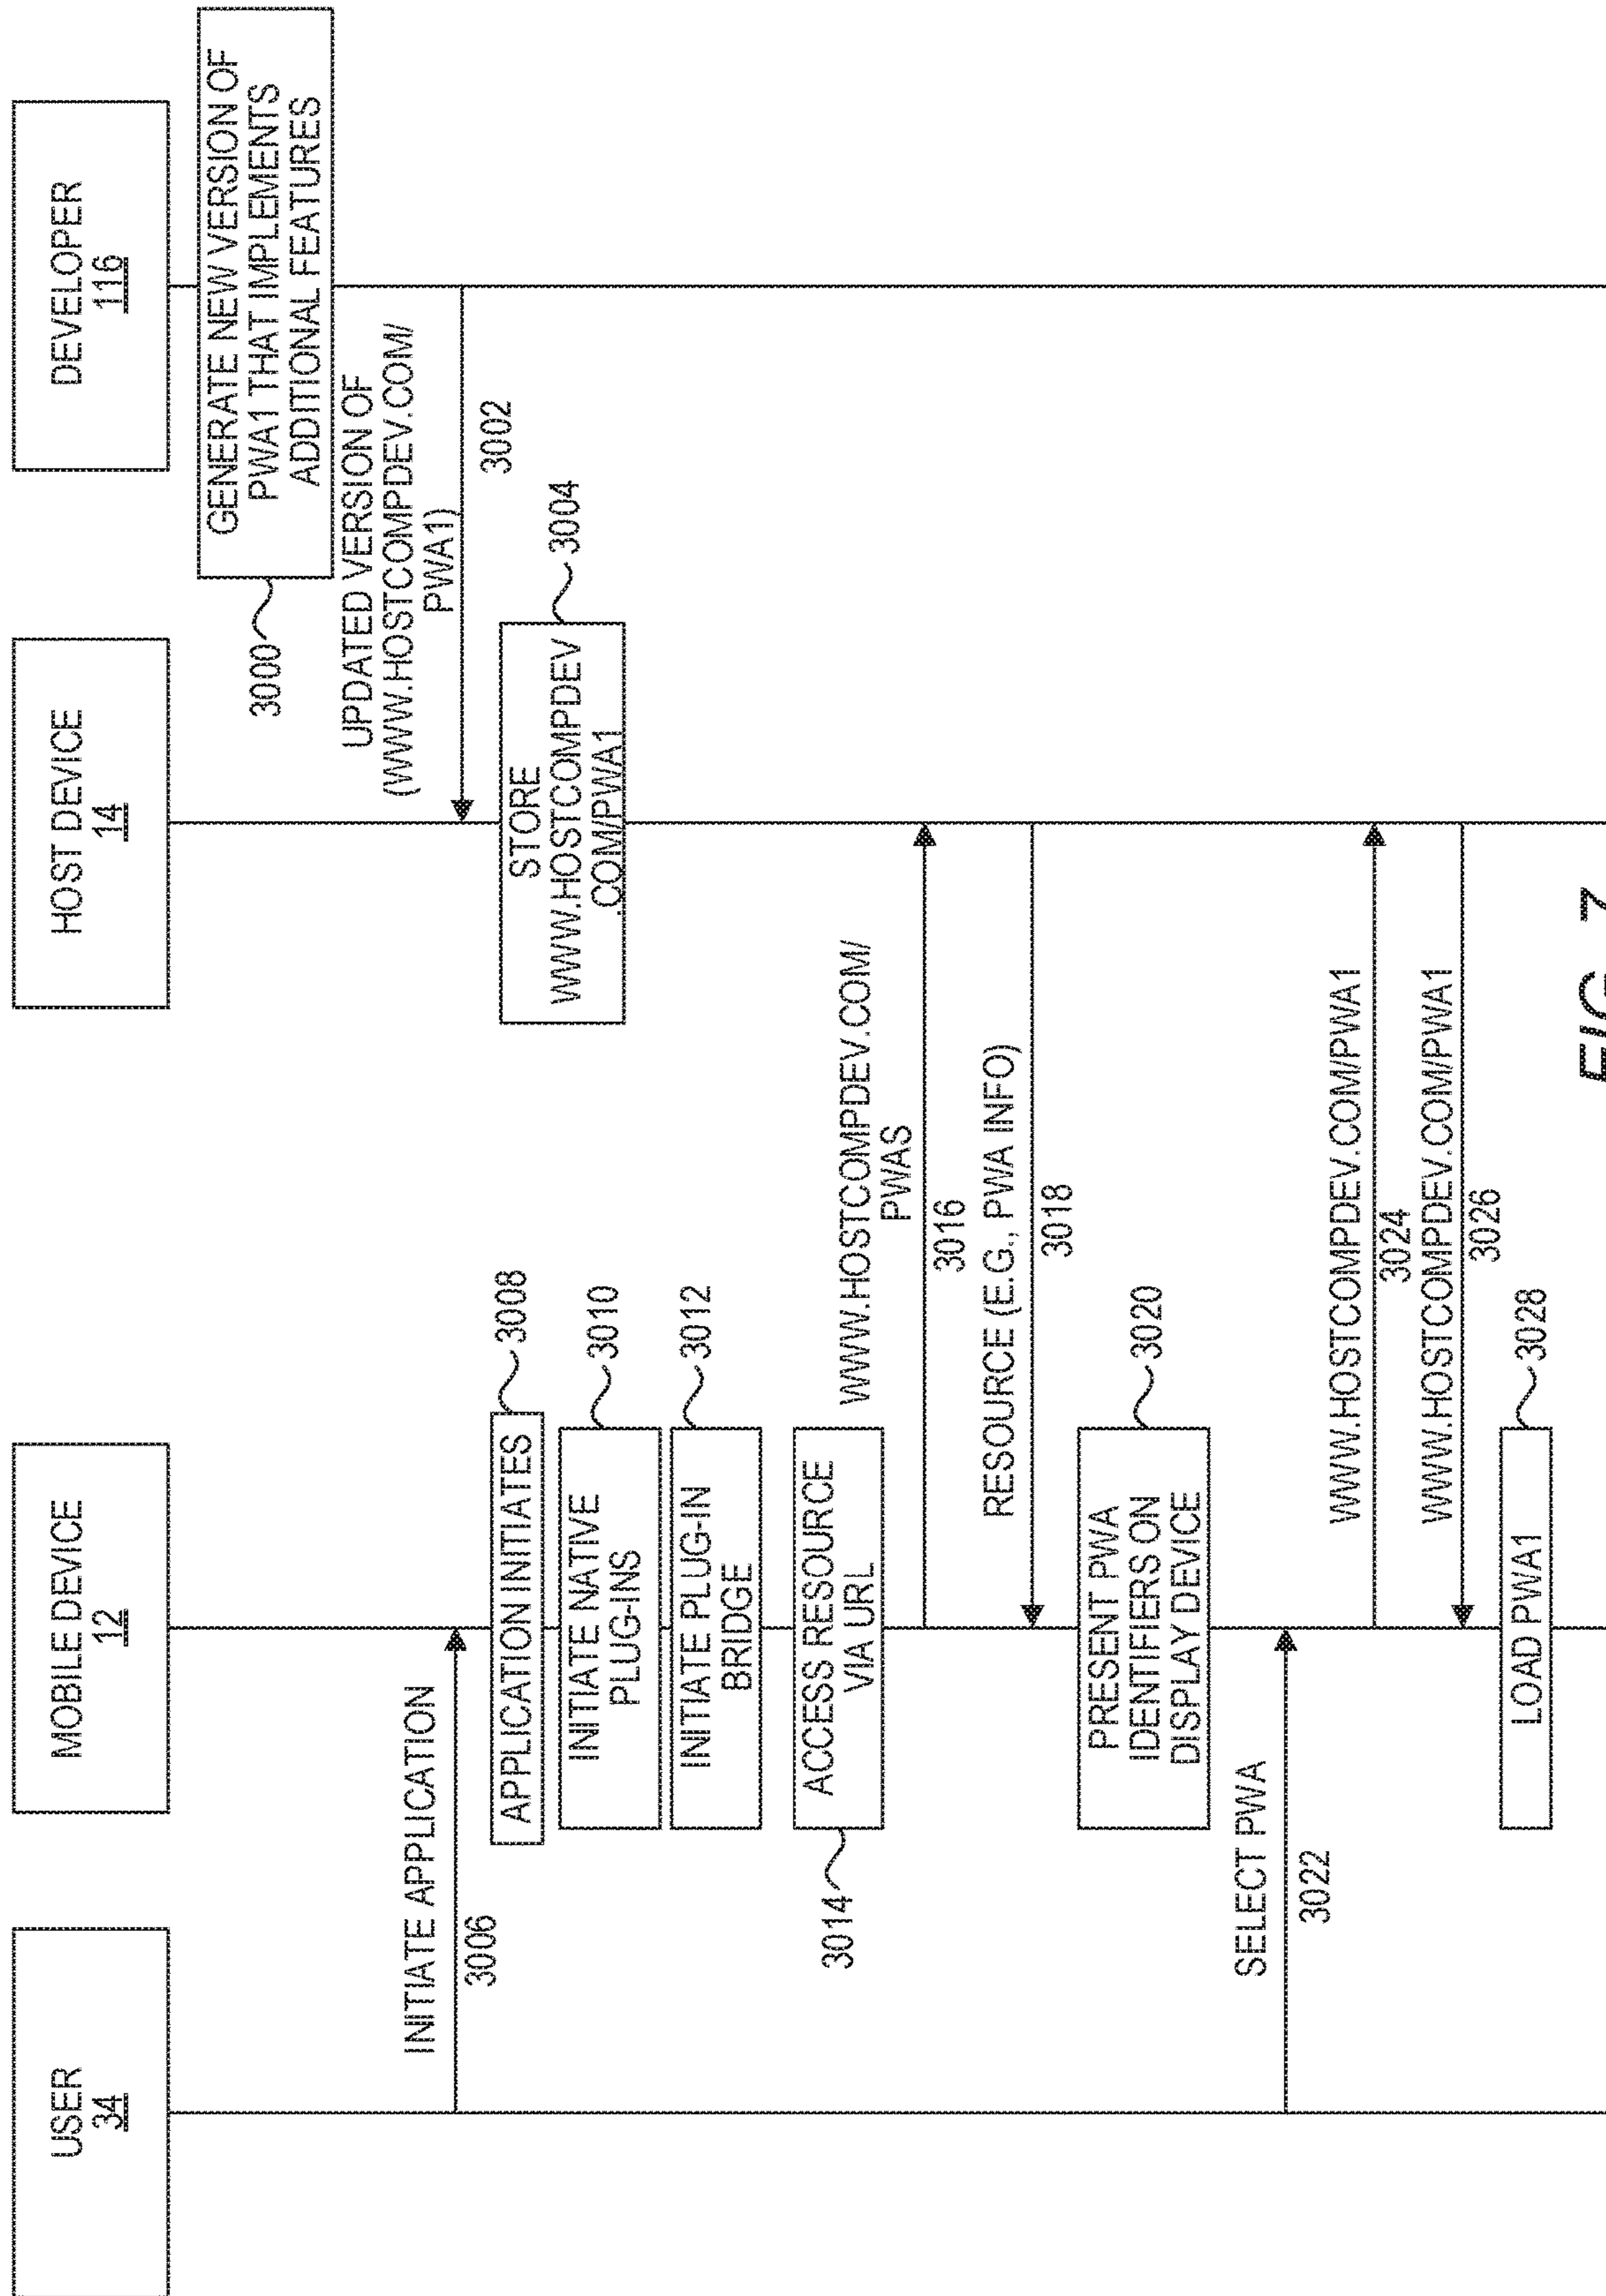 USER
34
MOBILE DEVICE
12
HOST DEVICE
14
DEVELOPER
116
GENERATE NEW VERSION OF
PWA1 THAT IMPLEMENTS
ADDITIONAL FEATURES
3000
UPDATED VERSION OF
(WWW.HOSTCOMPDEV.COM/
PWA1)
3002
STORE
WWW.HOSTCOMPDEV
.COM/PWA1
3004
INITIATE APPLICATION
3006
APPLICATION INITIATES
3008
INITIATE NATIVE
PLUG-INS
3010
INITIATE PLUG-IN
BRIDGE
3012
ACCESS RESOURCE
VIA URL
3014
WWW.HOSTCOMPDEV.COM/
PWAS
3016
RESOURCE (E.G., PWA INFO)
3018
PRESENT PWA
IDENTIFIERS ON
DISPLAY DEVICE
3020
SELECT PWA
3022
WWW.HOSTCOMPDEV.COM/PWA1
3024
WWW.HOSTCOMPDEV.COM/PWA1
3026
LOAD PWA1
3028
FIG. 7